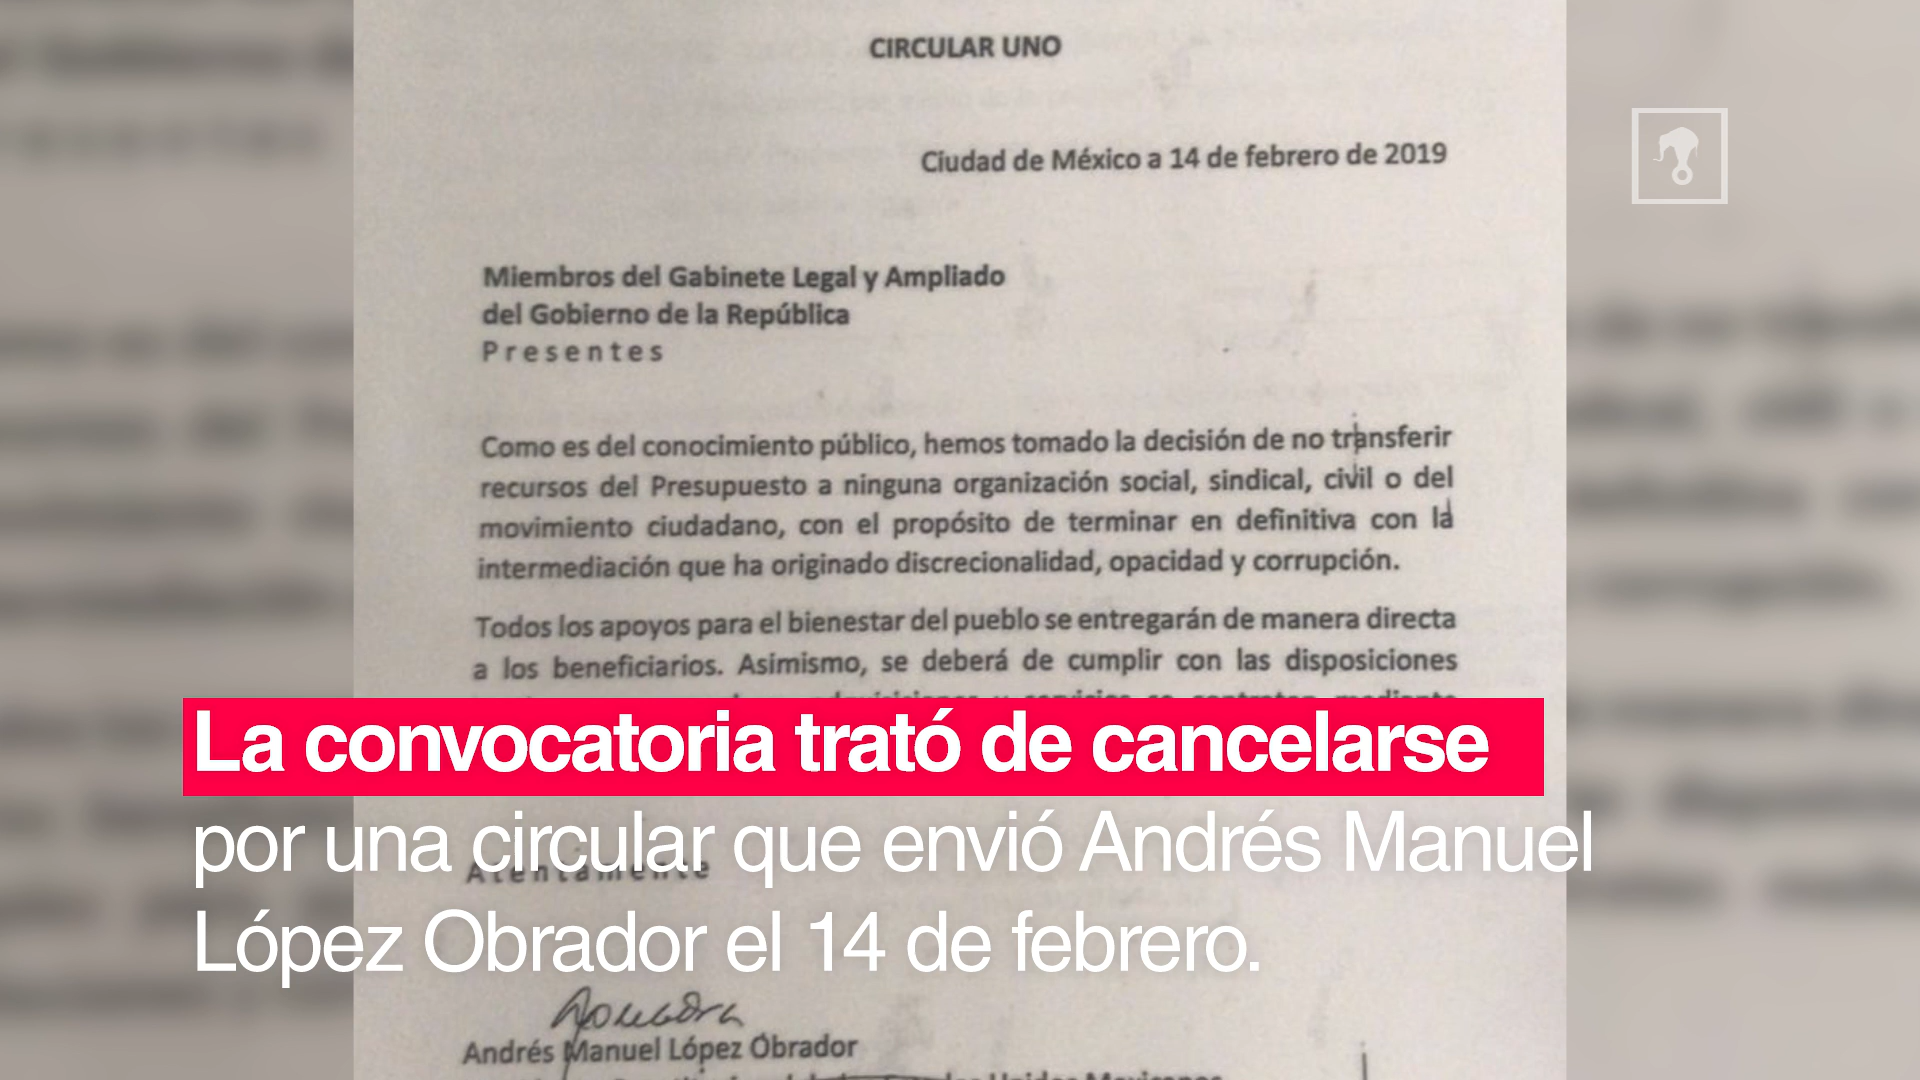 CIRCULAR UNO
Ciudad de México a 14 de febrero de 2019
Miembros del Gabinete Legal y Ampliado
del Gobierno de la República
Presentes
Como es del conocimiento público, hemos tomado la decisión de no transferir
recursos del Presupuesto a ninguna organización social, sindical, civil o del
movimiento ciudadano, con el propósito de terminar en definitiva con la
intermediación que ha originado discrecionalidad, opacidad y corrupción.
Todos los apoyos para el bienestar del pueblo se entregarán de manera directa
a los beneficiarios. Asimismo, se deberá de cumplir con las disposiciones
La convocatoria trató de cancelarse
por una circular que envió Andrés Manuel
Atentamente
López Obrador el 14 de febrero.
Andrés Manuel López Obrador